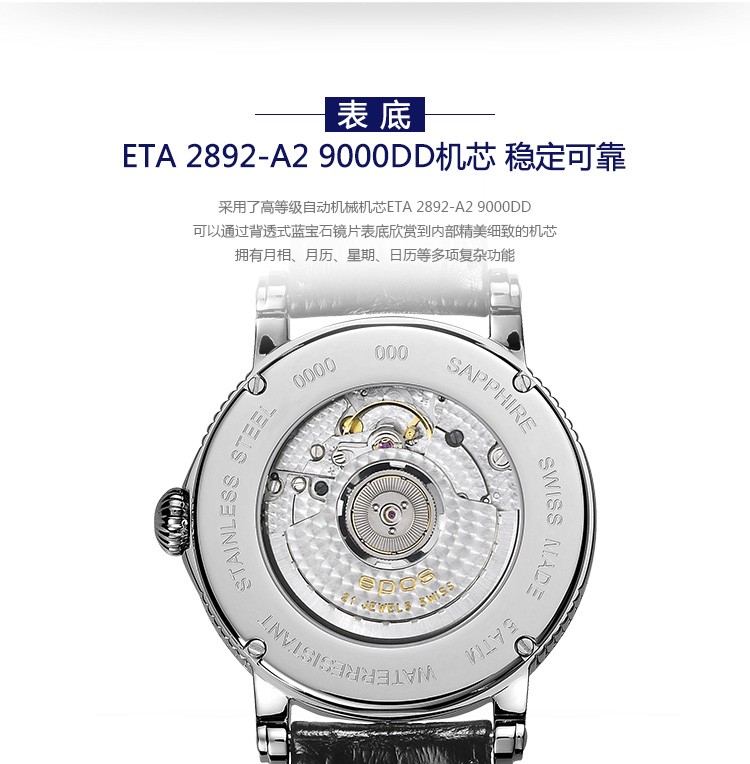 表底
ETA 2892-A2 9000DD机芯 稳定可靠
采用了高等级自动机械机芯ETA 2892-A2 9000DD
可以通过背透式蓝宝石镜片表底欣赏到内部精美细致的机芯
拥有月相、月历、星期、日历等多项复杂功能
STAINLESS STEEL 0000 000 SAPPHIRE SWISS MADE 5ATM WATERRESISTANT
epos
21 JEWELS SWISS